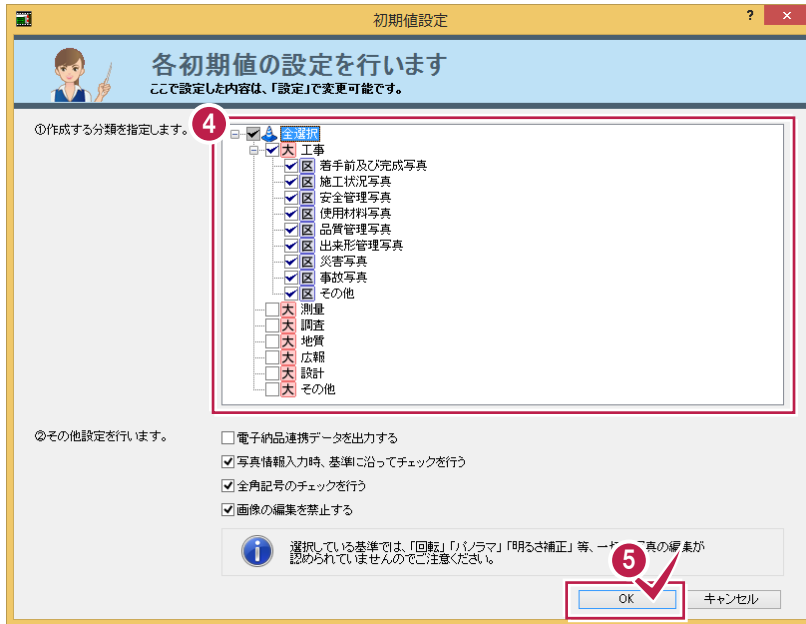 初期値設定
? ×
各初期値の設定を行います
ここで設定した内容は、「設定」で変更可能です。
①作成する分類を指定します。
4
全選択
大 工事
区 着手前及び完成写真
区 施工状況写真
区 安全管理写真
区 使用材料写真
区 品質管理写真
区 出来形管理写真
区 災害写真
区 事故写真
区 その他
大 測量
大 調査
大 地質
大 広報
大 設計
大 その他
②その他設定を行います。
電子納品連携データを出力する
写真情報入力時、基準に沿ってチェックを行う
全角記号のチェックを行う
画像の編集を禁止する
選択している基準では、「回転」「パノラマ」「明るさ補正」等、一切の写真の編集が
認められていませんのでご注意ください。
5
OK
キャンセル